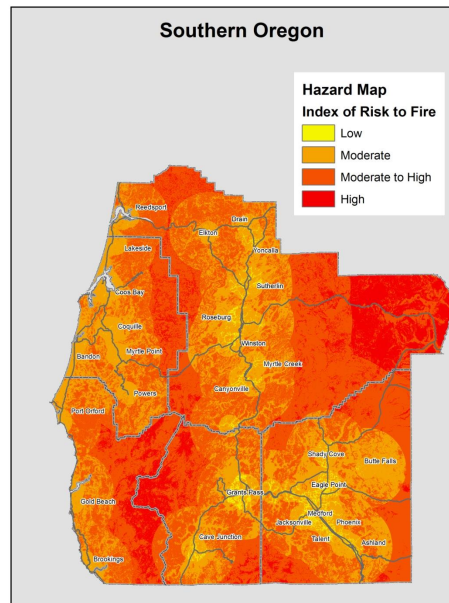 Southern Oregon
Hazard Map
Index of Risk to Fire
Low
Moderate
Moderate to High
High
Reedsport
Drain
Elkton
Yoncalla
Lakeside
Sutherlin
Coos Bay
Roseburg
Coquille
Winston
Bandon
Myrtle Point
Myrtle Creek
Powers
Canyonville
Port Orford
Shady Cove
Butte Falls
Eagle Point
Grants Pass
Gold Beach
Medford
Jacksonville
Phoenix
Cave Junction
Talent
Ashland
Brookings